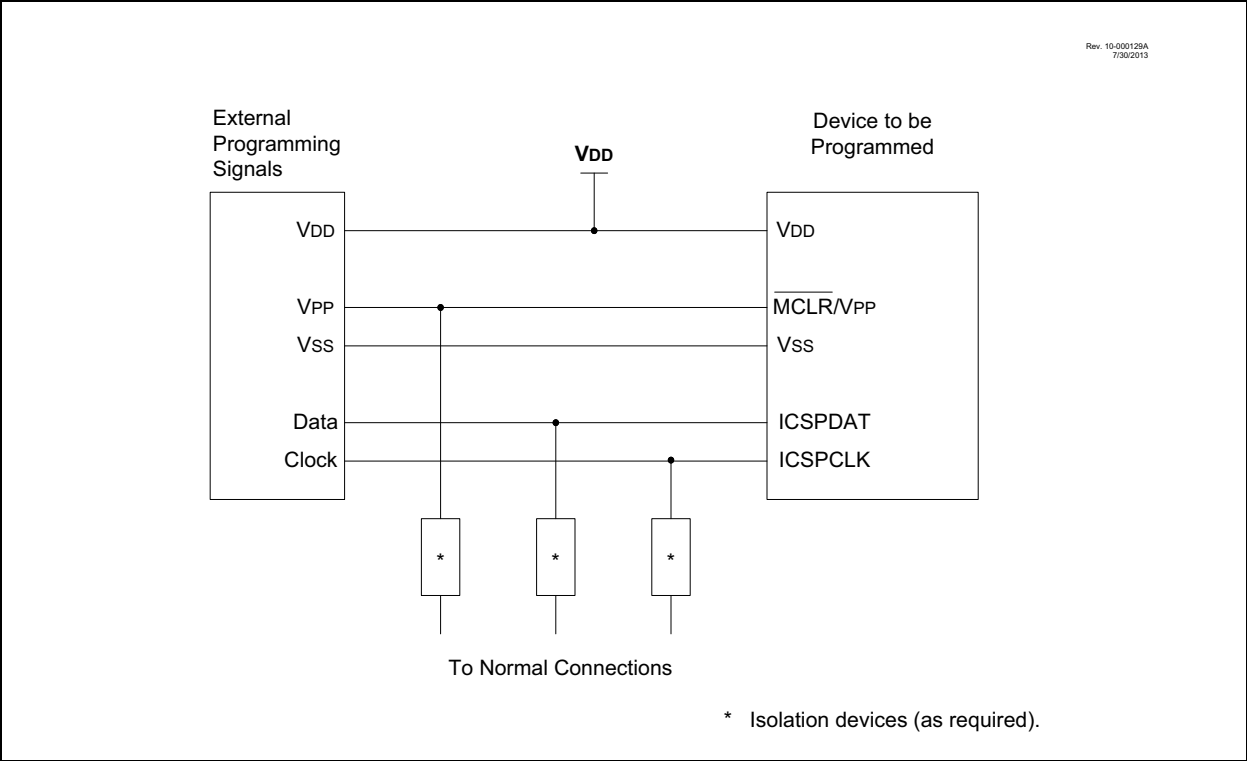 Rev. 10-000129A
7/30/2013
External
Programming
Signals
Device to be
Programmed
VDD
VDD
VDD
VPP
MCLR/VPP
VSS
VSS
Data
ICSPDAT
Clock
ICSPCLK
* * *
To Normal Connections
* Isolation devices (as required).